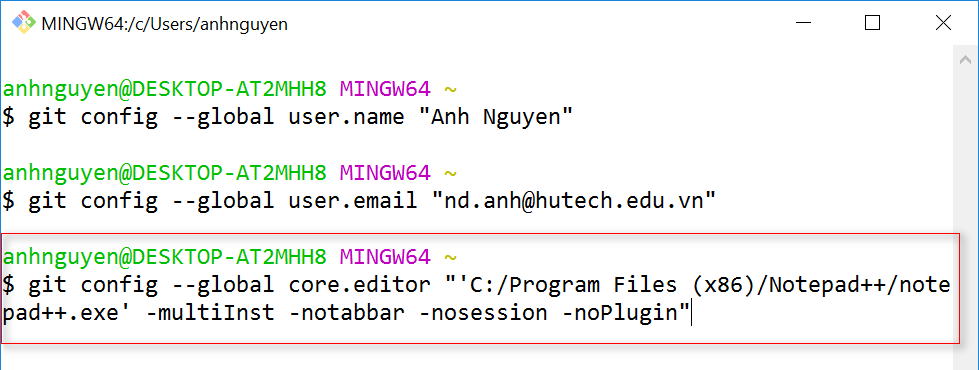 MINGW64:/c/Users/anhnguyen
anhnguyen@DESKTOP-AT2MHH8 MINGW64 ~
$ git config --global user.name "Anh Nguyen"
anhnguyen@DESKTOP-AT2MHH8 MINGW64 ~
$ git config --global user.email "nd.anh@hutech.edu.vn"
anhnguyen@DESKTOP-AT2MHH8 MINGW64 ~
$ git config --global core.editor "'C:/Program Files (x86)/Notepad++/note
pad++.exe' -multiInst -notabbar -nosession -noPlugin"